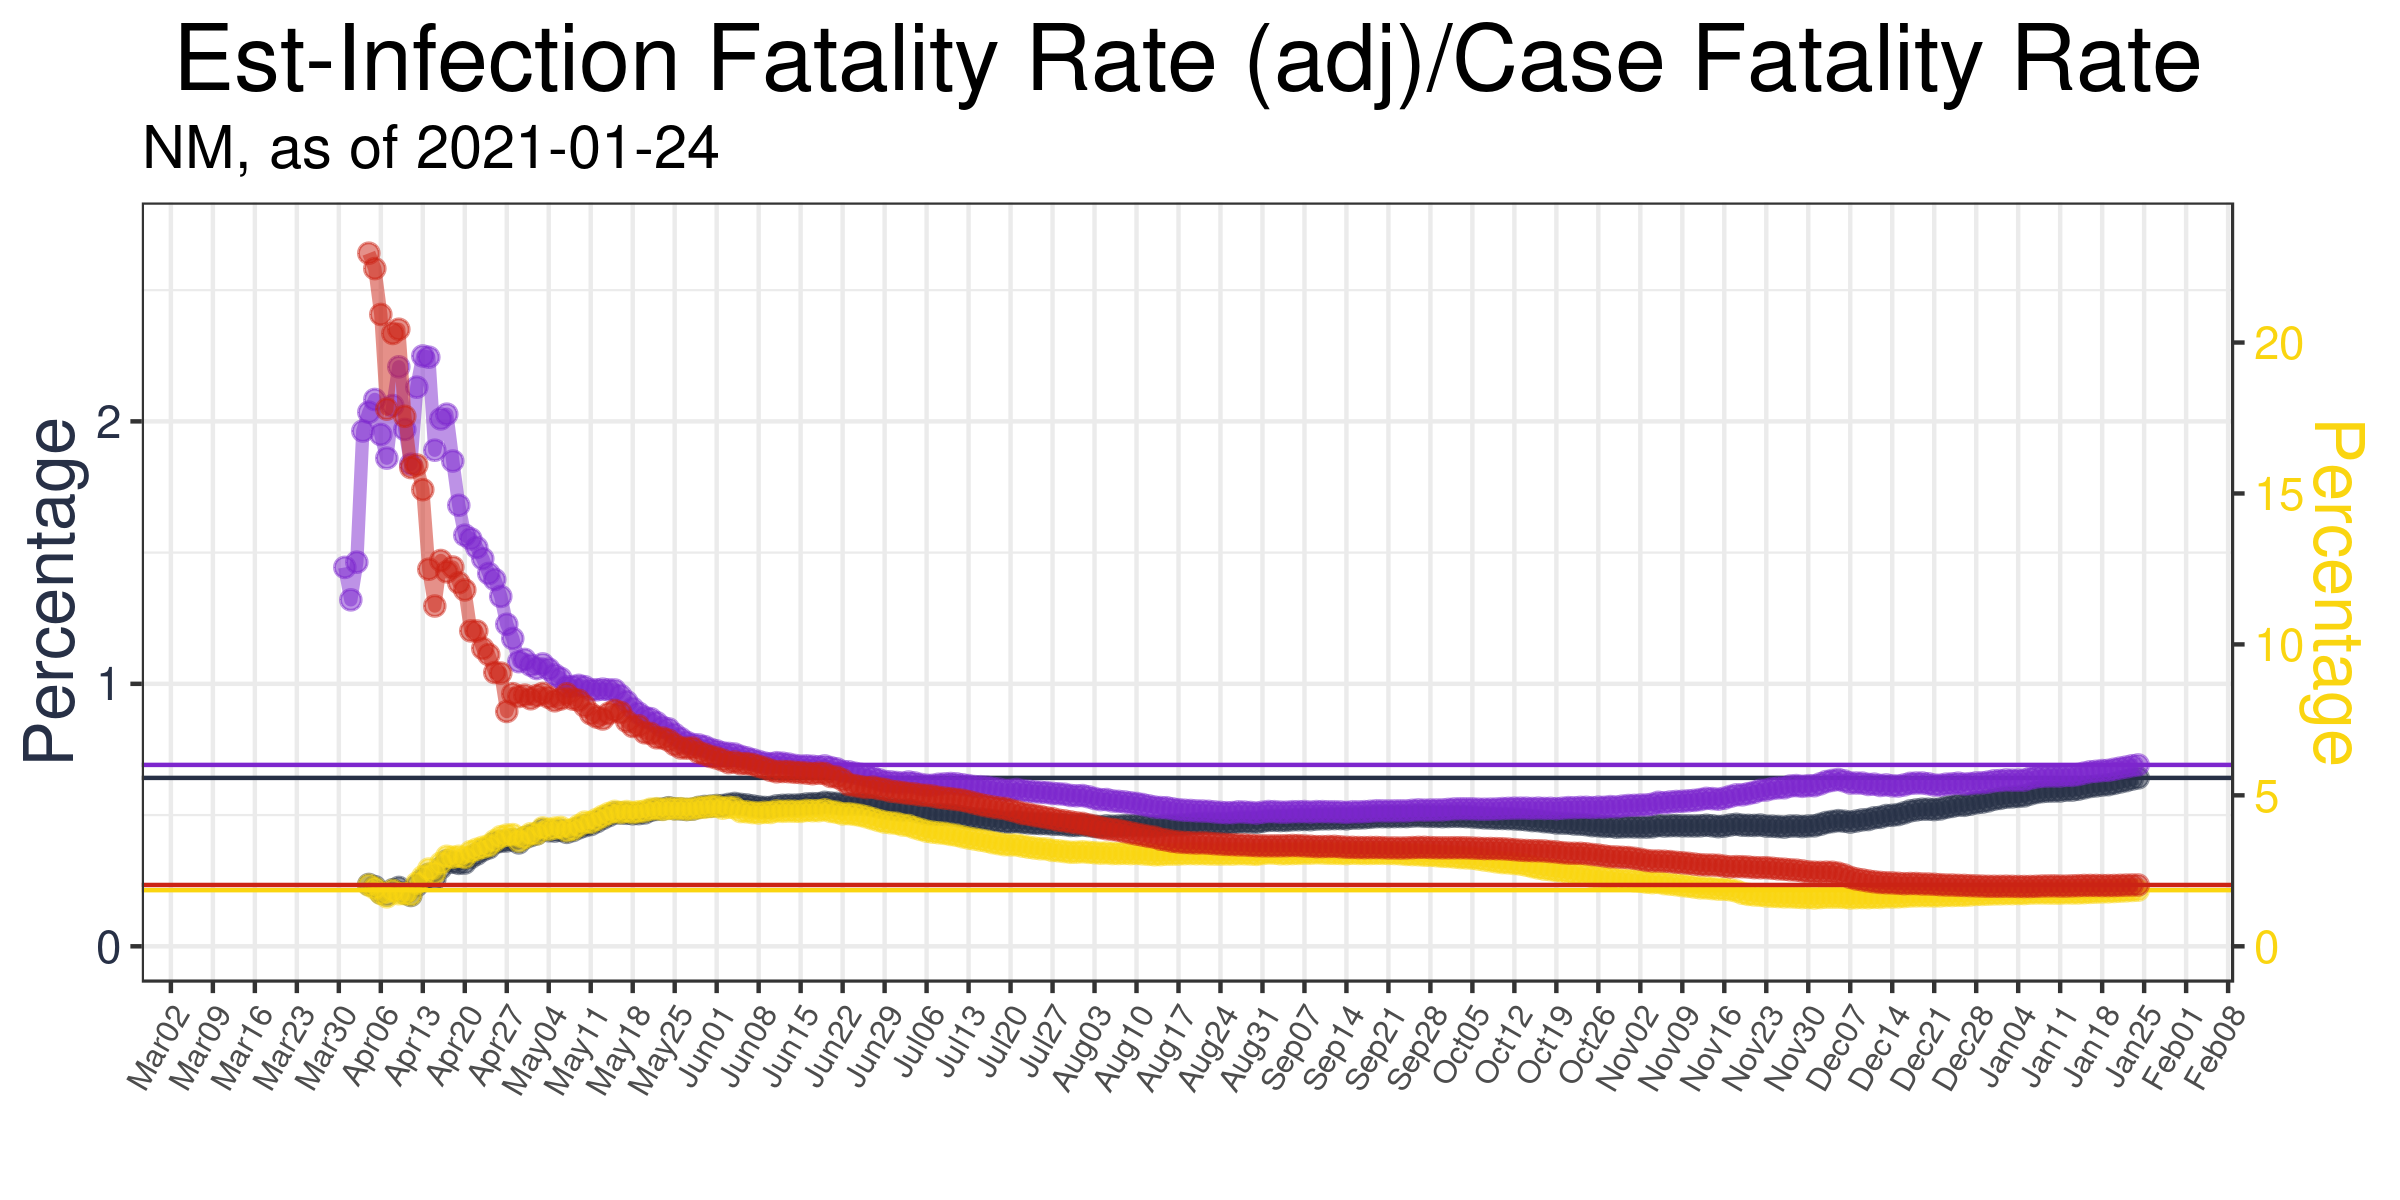 Est-Infection Fatality Rate (adj)/Case Fatality Rate
NM, as of 2021-01-24
Percentage
2
1
0
20
15
10
5
0
Percentage
Mar02
Mar09
Mar16
Mar23
Mar30
Apr06
Apr13
Apr20
Apr27
May04
May11
May18
May25
Jun01
Jun08
Jun15
Jun22
Jun29
Jul06
Jul13
Jul20
Jul27
Aug03
Aug10
Aug17
Aug24
Aug31
Sep07
Sep14
Sep21
Sep28
Oct05
Oct12
Oct19
Oct26
Nov02
Nov09
Nov16
Nov23
Nov30
Dec07
Dec14
Dec21
Dec28
Jan04
Jan11
Jan18
Jan25
Feb01
Feb08